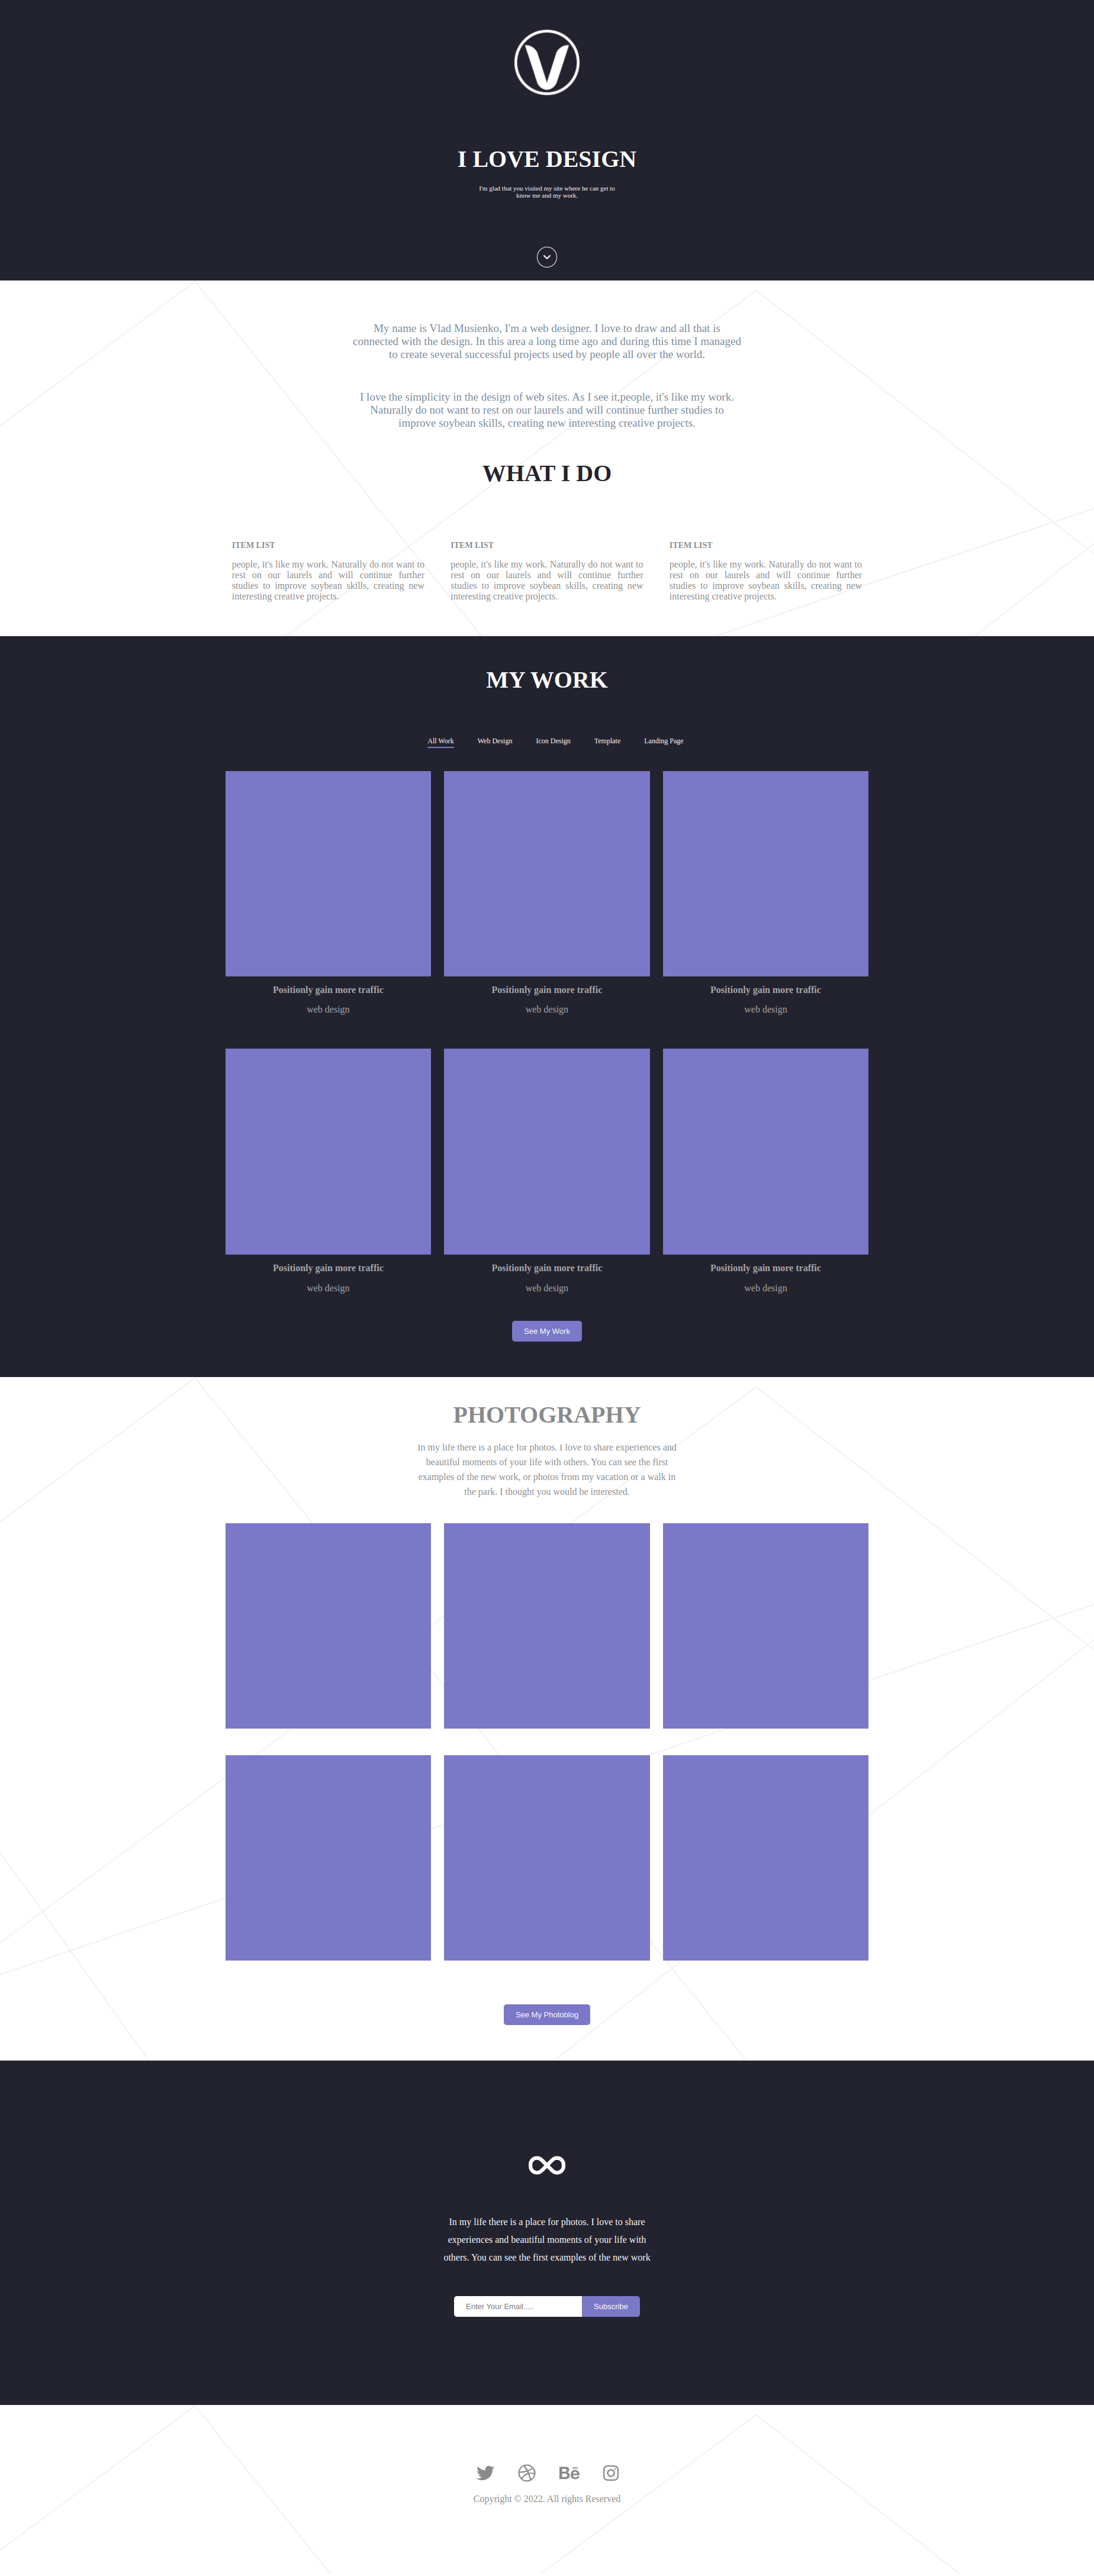 V
I LOVE DESIGN
I'm glad that you visited my site where he can get to
know me and my work.
My name is Vlad Musienko, I'm a web designer. I love to draw and all that is
connected with the design. In this area a long time ago and during this time I managed
to create several successful projects used by people all over the world.
I love the simplicity in the design of web sites. As I see it,people, it's like my work.
Naturally do not want to rest on our laurels and will continue further studies to
improve soybean skills, creating new interesting creative projects.
WHAT I DO
ITEM LIST
people, it's like my work. Naturally do not want to
rest on our laurels and will continue further
studies to improve soybean skills, creating new
interesting creative projects.
ITEM LIST
people, it's like my work. Naturally do not want to
rest on our laurels and will continue further
studies to improve soybean skills, creating new
interesting creative projects.
ITEM LIST
people, it's like my work. Naturally do not want to
rest on our laurels and will continue further
studies to improve soybean skills, creating new
interesting creative projects.
MY WORK
All Work Web Design Icon Design Template Landing Page
Positionly gain more traffic
web design
Positionly gain more traffic
web design
Positionly gain more traffic
web design
Positionly gain more traffic
web design
Positionly gain more traffic
web design
Positionly gain more traffic
web design
See My Work
PHOTOGRAPHY
In my life there is a place for photos. I love to share experiences and
beautiful moments of your life with others. You can see the first
examples of the new work, or photos from my vacation or a walk in
the park. I thought you would be interested.
See My Photoblog
In my life there is a place for photos. I love to share
experiences and beautiful moments of your life with
others. You can see the first examples of the new work
Enter Your Email..... Subscribe
Bē
Copyright © 2022. All rights Reserved